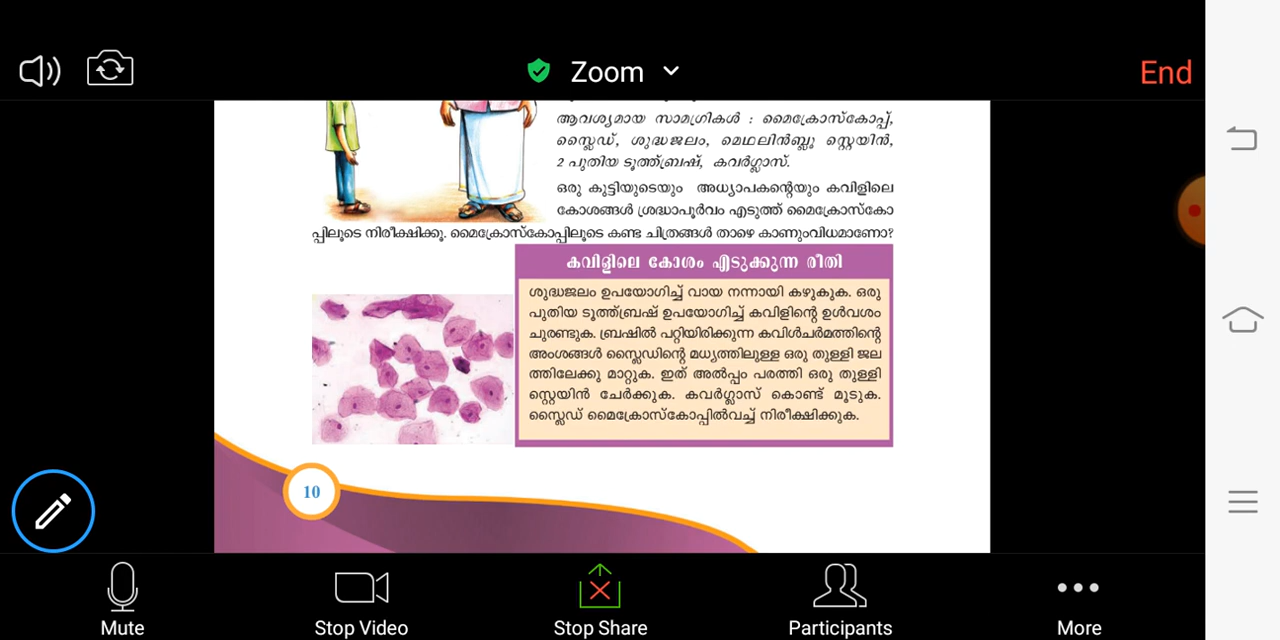 Zoom
End
ആവശ്യമായ സാമഗ്രികൾ : മൈക്രോസ്കോപ്പ്,
സ്ലൈഡ്, ശുദ്ധജലം, മെഥലിൻബ്ലൂ സ്റ്റെയിൻ,
2 പുതിയ ടൂത്ത്ബ്രഷ്, കവർഗ്ലാസ്.
ഒരു കുട്ടിയുടെയും അധ്യാപകന്റെയും കവിളിലെ
കോശങ്ങൾ ശ്രദ്ധാപൂർവം എടുത്ത് മൈക്രോസ്കോ
പ്പിലൂടെ നിരീക്ഷിക്കൂ. മൈക്രോസ്കോപ്പിലൂടെ കണ്ട ചിത്രങ്ങൾ താഴെ കാണുംവിധമാണോ?
കവിളിലെ കോശം എടുക്കുന്ന രീതി
ശുദ്ധജലം ഉപയോഗിച്ച് വായ നന്നായി കഴുകുക. ഒരു
പുതിയ ടൂത്ത്ബ്രഷ് ഉപയോഗിച്ച് കവിളിന്റെ ഉൾവശം
ചുരണ്ടുക. ബ്രഷിൽ പറ്റിയിരിക്കുന്ന കവിൾചർമത്തിന്റെ
അംശങ്ങൾ സ്ലൈഡിന്റെ മധ്യത്തിലുള്ള ഒരു തുള്ളി ജല
ത്തിലേക്കു മാറ്റുക. ഇത് അൽപ്പം പരത്തി ഒരു തുള്ളി
സ്റ്റെയിൻ ചേർക്കുക. കവർഗ്ലാസ് കൊണ്ട് മൂടുക.
സ്ലൈഡ് മൈക്രോസ്കോപ്പിൽവച്ച് നിരീക്ഷിക്കുക.
10
Mute
Stop Video
Stop Share
Participants
More